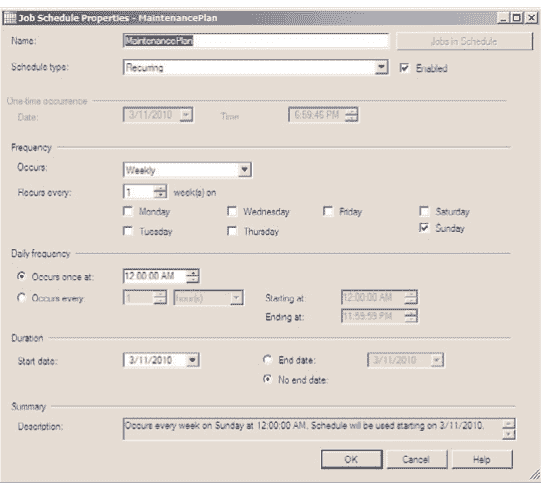 Job Schedule Properties - MaintenancePlan
Name: MaintenancePlan Jobs in Schedule
Schedule type: Recurring Enabled
One-time occurrence
Date: 3/11/2010 Time 6:59:46 PM
Frequency
Occurs: Weekly
Recurs every: 1 week(s) on
Monday Wednesday Friday Saturday
Tuesday Thursday Sunday
Daily frequency
Occurs once at: 12:00:00 AM
Occurs every: 1 hour(s) Starting at: 12:00:00 AM
Ending at: 11:59:59 PM
Duration
Start date: 3/11/2010 End date: 3/11/2010
No end date:
Summary
Description: Occurs every week on Sunday at 12:00:00 AM. Schedule will be used starting on 3/11/2010.
OK Cancel Help